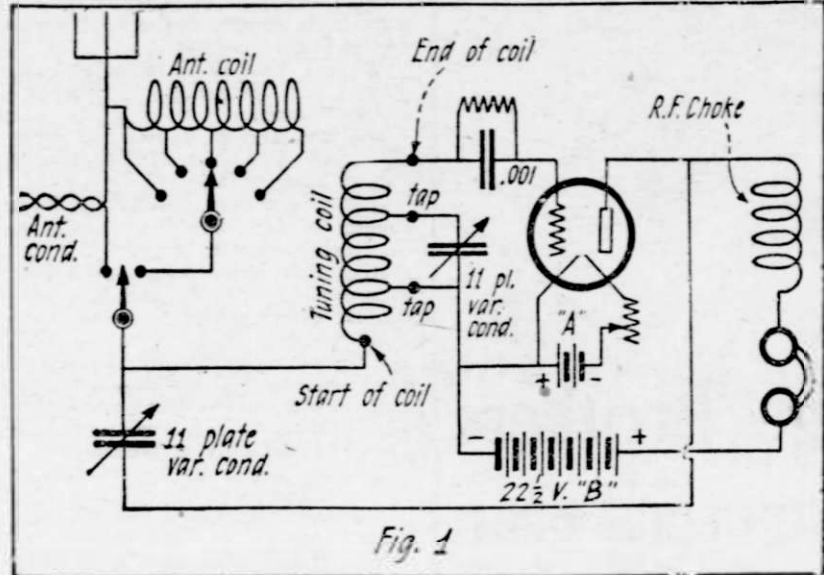 Ant. coil
End of coil
R.F. Choke
.001
Ant.
cond.
Tuning coil
tap
tap
11 pl.
var.
cond.
"A"
+ -
Start of coil
11 plate
var. cond.
- +
22½ V. "B"
Fig. 1